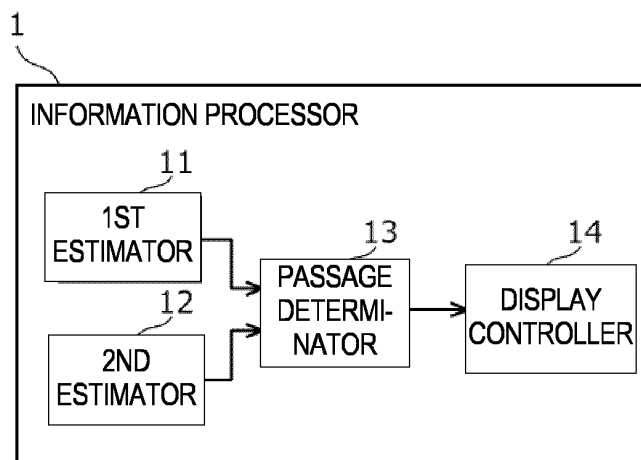 1
INFORMATION PROCESSOR
11
1ST
ESTIMATOR
12
2ND
ESTIMATOR
13
PASSAGE
DETERMI-
NATOR
14
DISPLAY
CONTROLLER